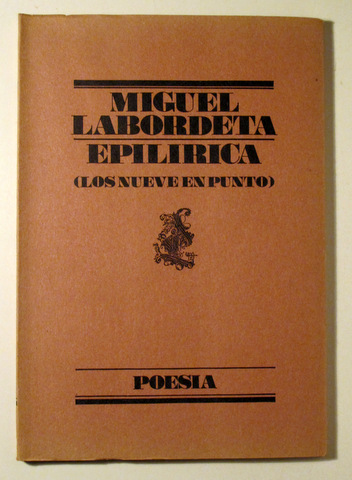 MIGUEL
LABORDETA
EPILIRICA
(LOS NUEVE EN PUNTO)
POESIA